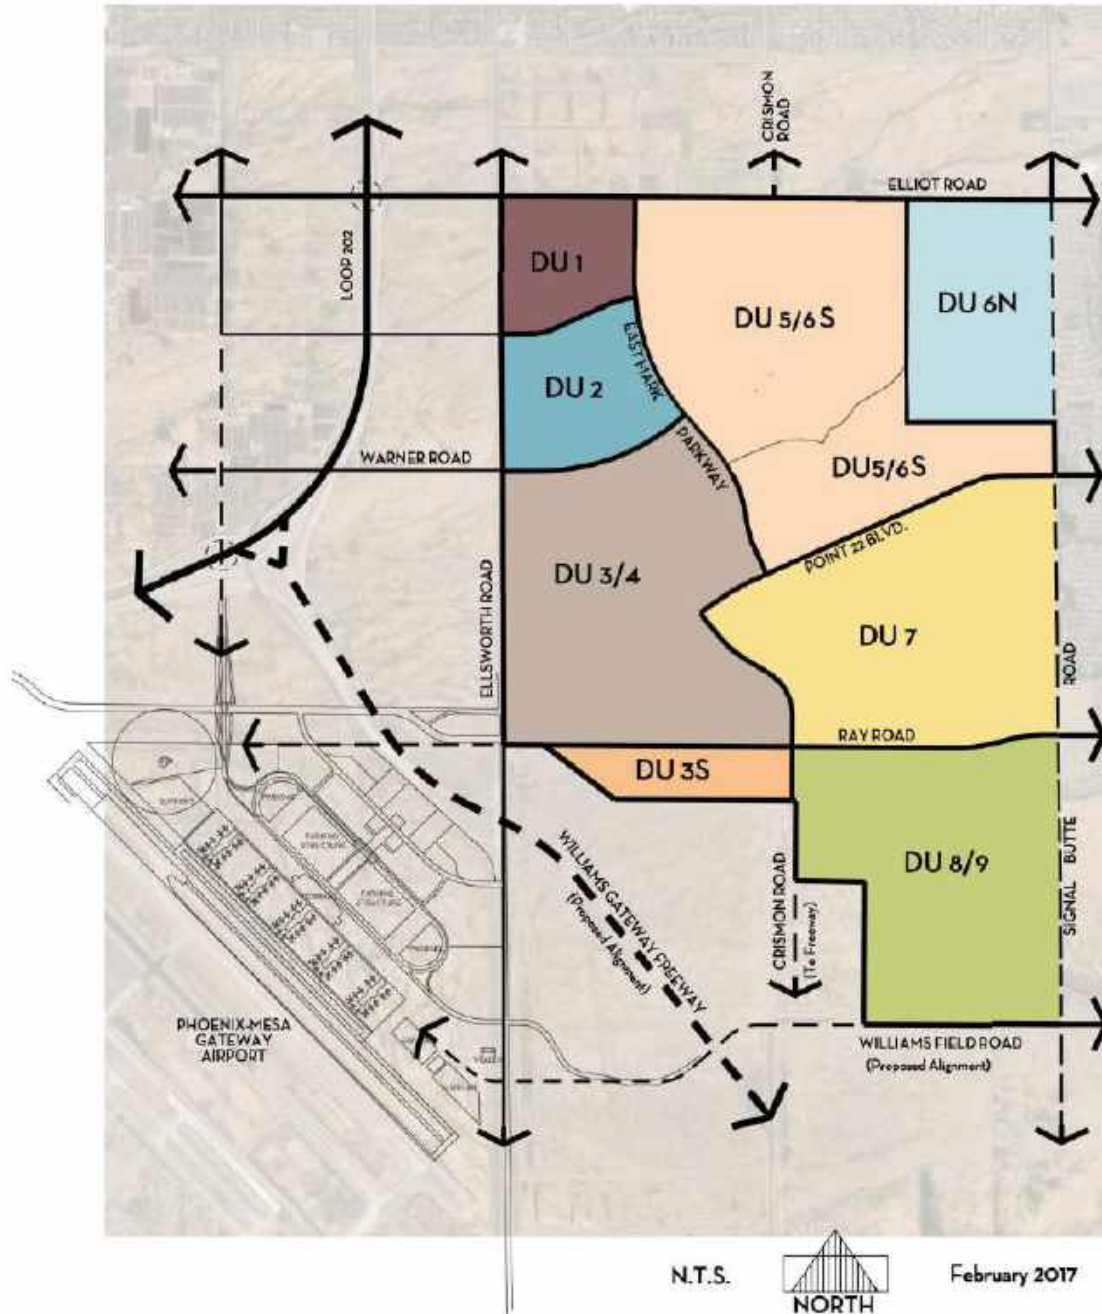 CRISMON
ROAD
ELLIOT ROAD
LOOP 202
DU 1
DU 5/6 S
DU 6N
EAST MARK
PARKWAY
DU 2
WARNER ROAD
DU5/6 S
POINT 22 BLVD.
DU 3/4
DU 7
ELLSWORTH ROAD
ROAD
RAY ROAD
DU 3S
DU 8/9
SIGNAL BUTTE
WILLIAMS GATEWAY FREEWAY
(Proposed Alignment)
CRISMON ROAD
(To Freeway)
PHOENIX-MESA
GATEWAY
AIRPORT
WILLIAMS FIELD ROAD
(Proposed Alignment)
N.T.S.
NORTH
February 2017